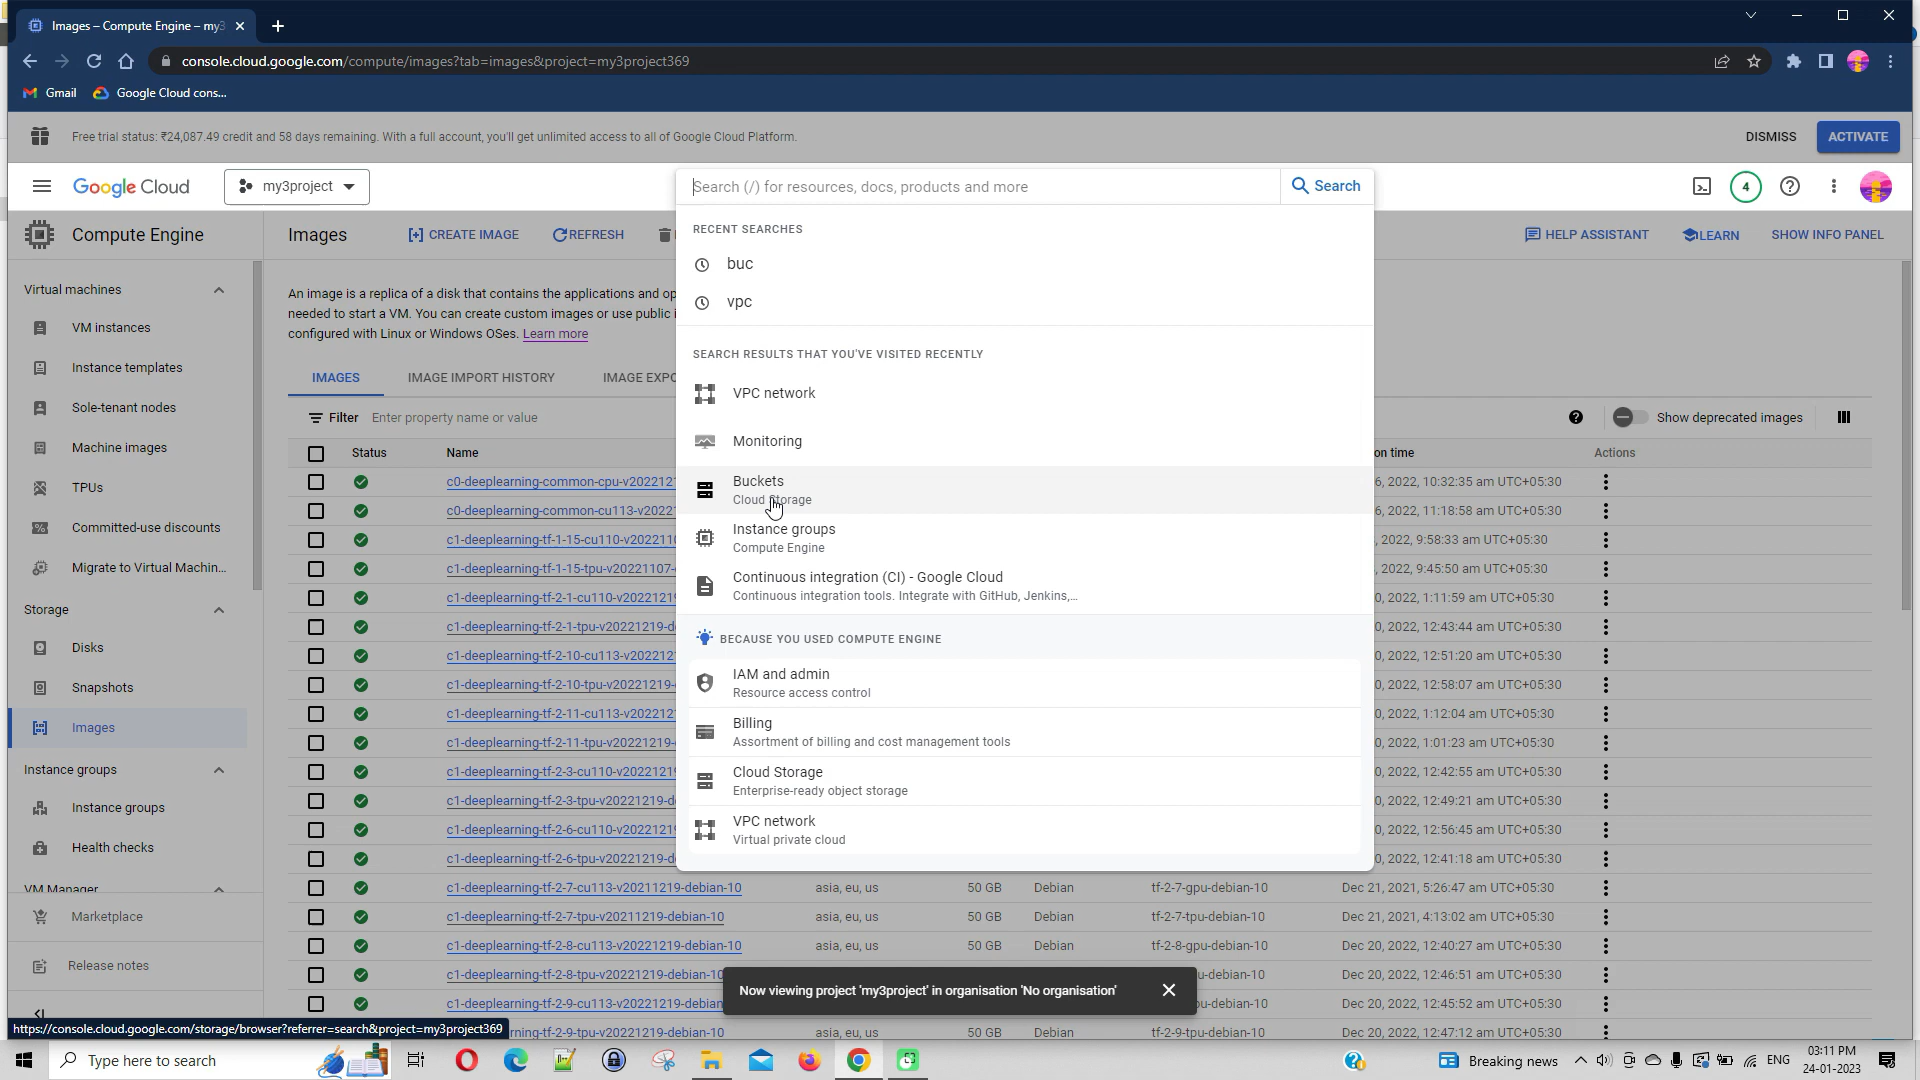 Images – Compute Engine – my3
console.cloud.google.com/compute/images?tab=images&project=my3project369
Gmail
Google Cloud cons...
Free trial status: ₹24,087.49 credit and 58 days remaining. With a full account, you'll get unlimited access to all of Google Cloud Platform.
DISMISS
ACTIVATE
Google Cloud
my3project
Search (/) for resources, docs, products and more
Search
4
Compute Engine
Images
CREATE IMAGE
REFRESH
HELP ASSISTANT
LEARN
SHOW INFO PANEL
Virtual machines
VM instances
Instance templates
Sole-tenant nodes
Machine images
TPUs
Committed-use discounts
Migrate to Virtual Machin...
Storage
Disks
Snapshots
Images
Instance groups
Instance groups
Health checks
VM Manager
Marketplace
Release notes
An image is a replica of a disk that contains the applications and op
needed to start a VM. You can create custom images or use public i
configured with Linux or Windows OSes. Learn more
IMAGES
IMAGE IMPORT HISTORY
IMAGE EXPO
Filter
Enter property name or value
Show deprecated images
RECENT SEARCHES
buc
vpc
SEARCH RESULTS THAT YOU'VE VISITED RECENTLY
VPC network
Monitoring
Buckets
Cloud Storage
Instance groups
Compute Engine
Continuous integration (CI) - Google Cloud
Continuous integration tools. Integrate with GitHub, Jenkins,...
BECAUSE YOU USED COMPUTE ENGINE
IAM and admin
Resource access control
Billing
Assortment of billing and cost management tools
Cloud Storage
Enterprise-ready object storage
VPC network
Virtual private cloud
Status Name on time Actions
c0-deeplearning-common-cpu-v2022121 6, 2022, 10:32:35 am UTC+05:30
c0-deeplearning-common-cu113-v2022 6, 2022, 11:18:58 am UTC+05:30
c1-deeplearning-tf-1-15-cu110-v202211 , 2022, 9:58:33 am UTC+05:30
c1-deeplearning-tf-1-15-tpu-v20221107- , 2022, 9:45:50 am UTC+05:30
c1-deeplearning-tf-2-1-cu110-v2022121 0, 2022, 1:11:59 am UTC+05:30
c1-deeplearning-tf-2-1-tpu-v20221219-d 0, 2022, 12:43:44 am UTC+05:30
c1-deeplearning-tf-2-10-cu113-v202212 0, 2022, 12:51:20 am UTC+05:30
c1-deeplearning-tf-2-10-tpu-v20221219- 0, 2022, 12:58:07 am UTC+05:30
c1-deeplearning-tf-2-11-cu113-v202212 0, 2022, 1:12:04 am UTC+05:30
c1-deeplearning-tf-2-11-tpu-v20221219- 0, 2022, 1:01:23 am UTC+05:30
c1-deeplearning-tf-2-3-cu110-v2022121 0, 2022, 12:42:55 am UTC+05:30
c1-deeplearning-tf-2-3-tpu-v20221219-d 0, 2022, 12:49:21 am UTC+05:30
c1-deeplearning-tf-2-6-cu110-v2022121 0, 2022, 12:56:45 am UTC+05:30
c1-deeplearning-tf-2-6-tpu-v20221219-d 0, 2022, 12:41:18 am UTC+05:30
c1-deeplearning-tf-2-7-cu113-v20211219-debian-10 asia, eu, us 50 GB Debian tf-2-7-gpu-debian-10 Dec 21, 2021, 5:26:47 am UTC+05:30
c1-deeplearning-tf-2-7-tpu-v20211219-debian-10 asia, eu, us 50 GB Debian tf-2-7-tpu-debian-10 Dec 21, 2021, 4:13:02 am UTC+05:30
c1-deeplearning-tf-2-8-cu113-v20221219-debian-10 asia, eu, us 50 GB Debian tf-2-8-gpu-debian-10 Dec 20, 2022, 12:40:27 am UTC+05:30
c1-deeplearning-tf-2-8-tpu-v20221219-debian-10 u-debian-10 Dec 20, 2022, 12:46:51 am UTC+05:30
c1-deeplearning-tf-2-9-cu113-v20221219-debian -debian-10 Dec 20, 2022, 12:45:52 am UTC+05:30
ning-tf-2-9-tpu-v20221219-debian-10 asia, eu, us 50 GB Debian tf-2-9-tpu-debian-10 Dec 20, 2022, 12:47:12 am UTC+05:30
Now viewing project 'my3project' in organisation 'No organisation'
https://console.cloud.google.com/storage/browser?referrer=search&project=my3project369
Type here to search
Breaking news
ENG
03:11 PM
24-01-2023